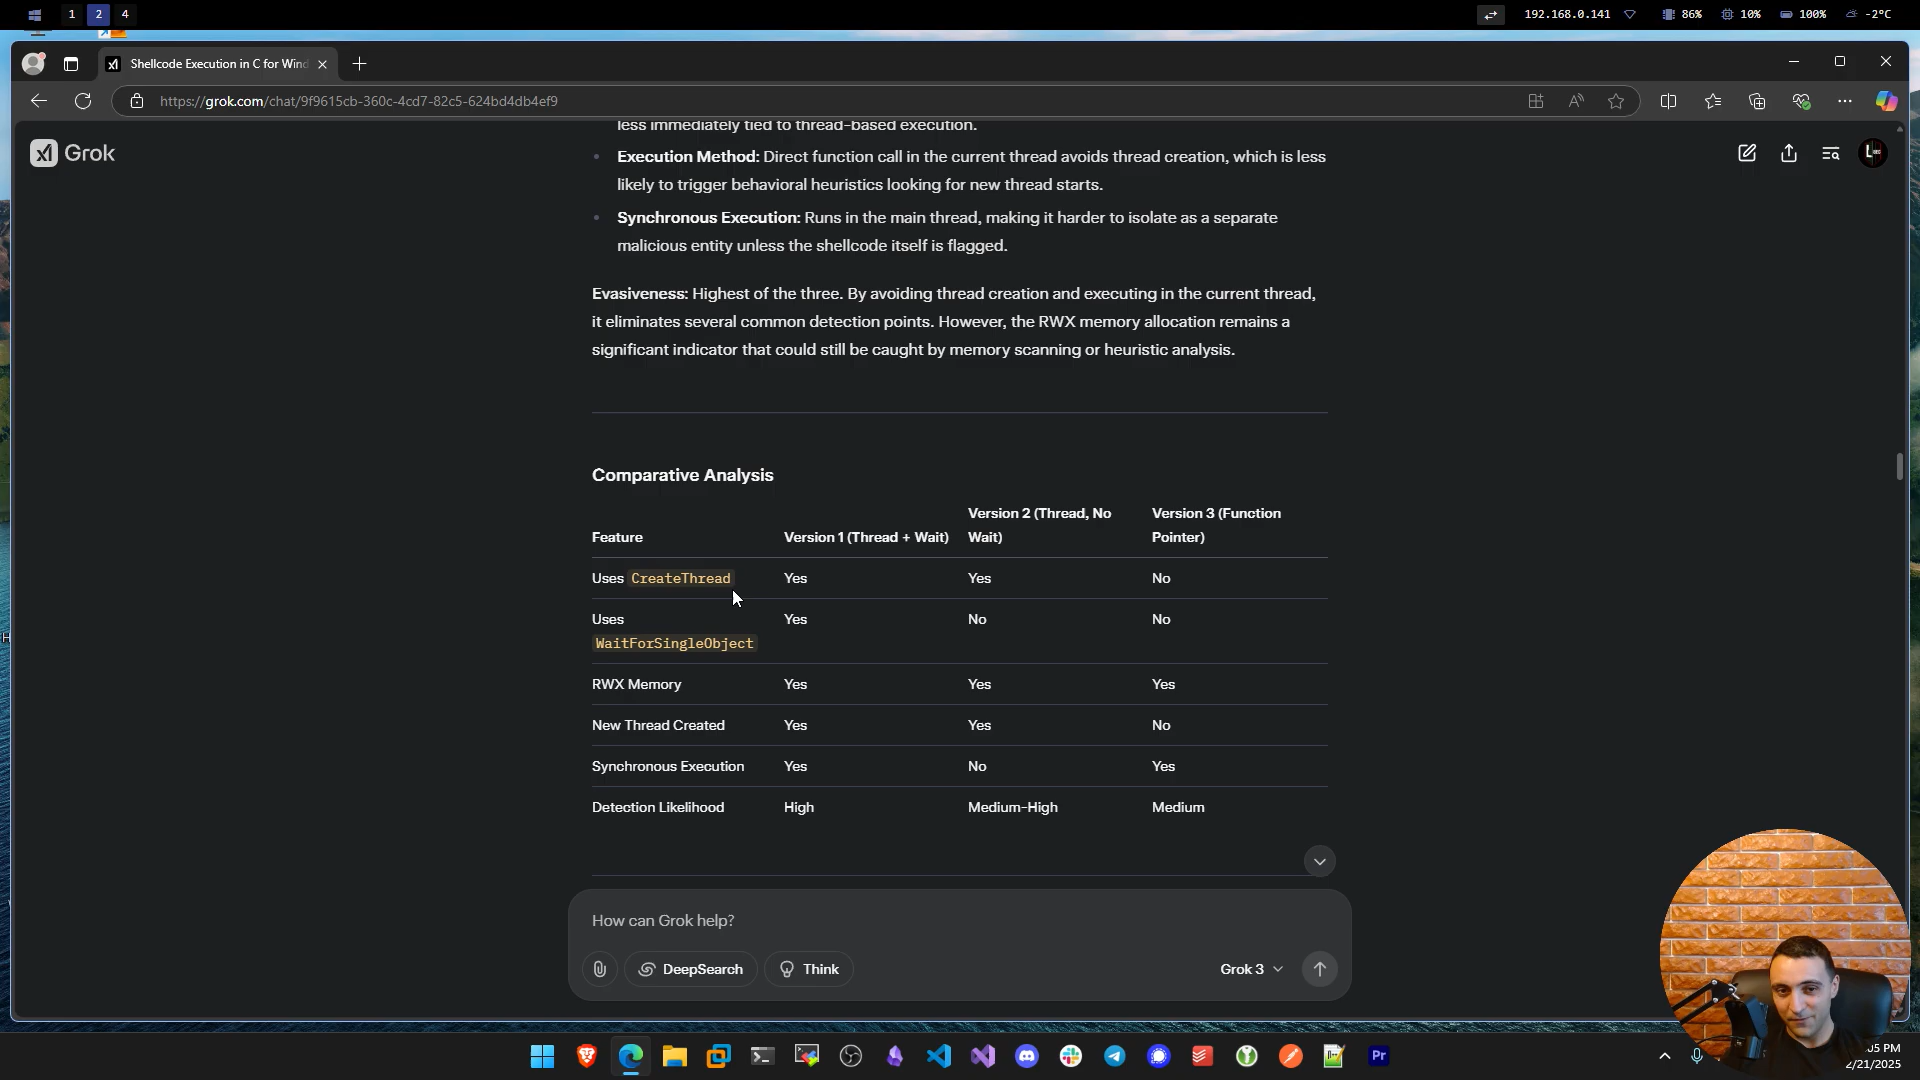 1 2 4
192.168.0.141 86% 10% 100% -2°C
Shellcode Execution in C for Wind
https://grok.com/chat/9f9615cb-360c-4cd7-82c5-624bd4db4ef9
Grok
less immediately tied to thread-based execution.
• Execution Method: Direct function call in the current thread avoids thread creation, which is less
likely to trigger behavioral heuristics looking for new thread starts.
• Synchronous Execution: Runs in the main thread, making it harder to isolate as a separate
malicious entity unless the shellcode itself is flagged.
Evasiveness: Highest of the three. By avoiding thread creation and executing in the current thread,
it eliminates several common detection points. However, the RWX memory allocation remains a
significant indicator that could still be caught by memory scanning or heuristic analysis.
Comparative Analysis
Version 2 (Thread, No Version 3 (Function
Feature Version 1 (Thread + Wait) Wait) Pointer)
Uses CreateThread Yes Yes No
Uses Yes No No
WaitForSingleObject
RWX Memory Yes Yes Yes
New Thread Created Yes Yes No
Synchronous Execution Yes No Yes
Detection Likelihood High Medium-High Medium
How can Grok help?
DeepSearch Think Grok 3
Pr
05 PM
2/21/2025